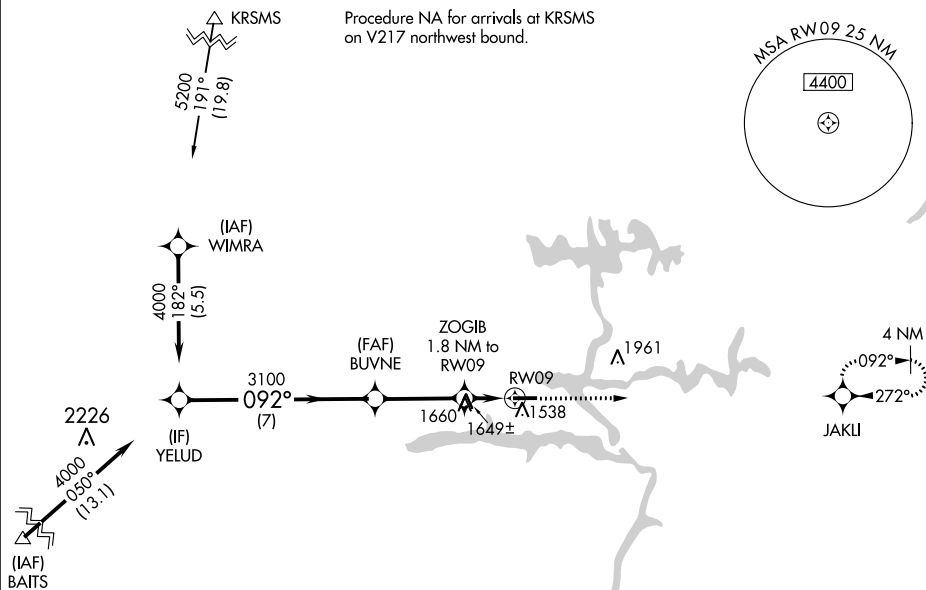 KRSMS
Procedure NA for arrivals at KRSMS
on V217 northwest bound.
MSA RW09 25 NM
4400
5200
191°
(19.8)
(IAF)
WIMRA
4000
182°
(5.5)
ZOGIB
1.8 NM to
RW09
(FAF)
BUVNE
RW09
1961
4 NM
092°
272°
JAKLI
3100
092°
(7)
1660
1649±
1538
2226
(IF)
YELUD
4000
050°
(13.1)
(IAF)
BAITS